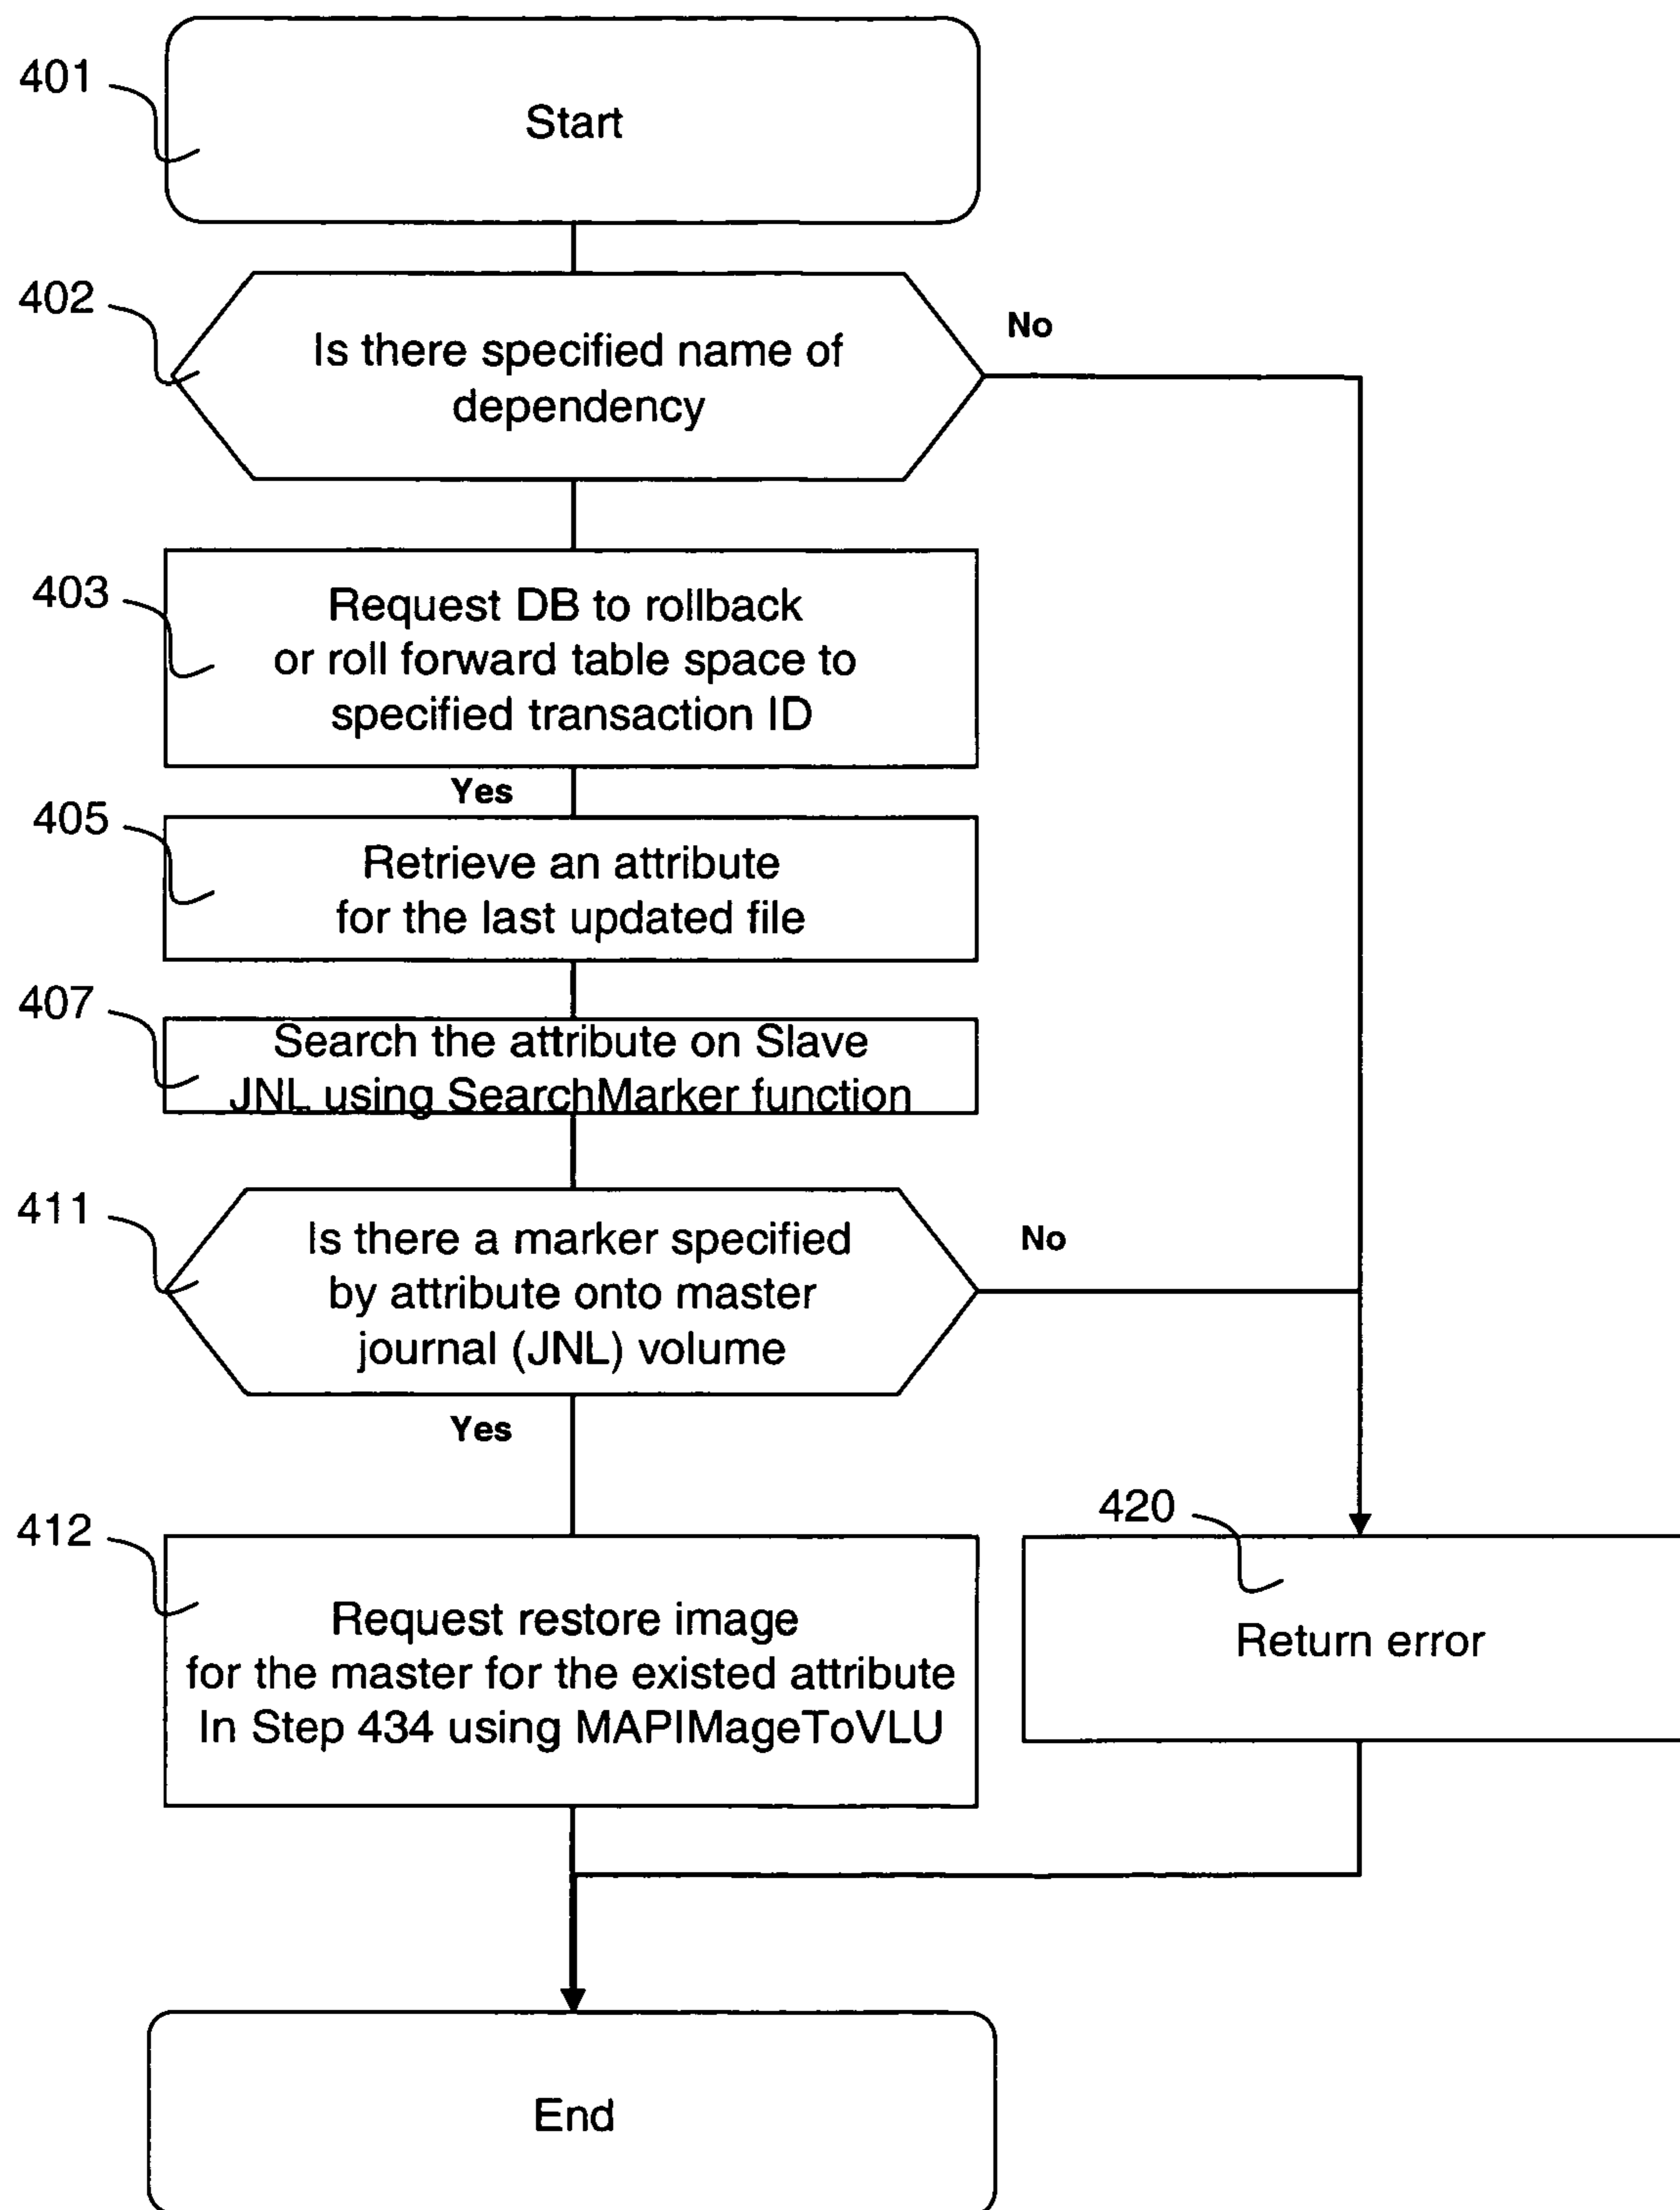 401
Start
402
Is there specified name of
dependency
No
403
Request DB to rollback
or roll forward table space to
specified transaction ID
Yes
405
Retrieve an attribute
for the last updated file
407
Search the attribute on Slave
JNL using SearchMarker function
411
Is there a marker specified
by attribute onto master
journal (JNL) volume
No
Yes
412
Request restore image
for the master for the existed attribute
In Step 434 using MAPIMageToVLU
420
Return error
End